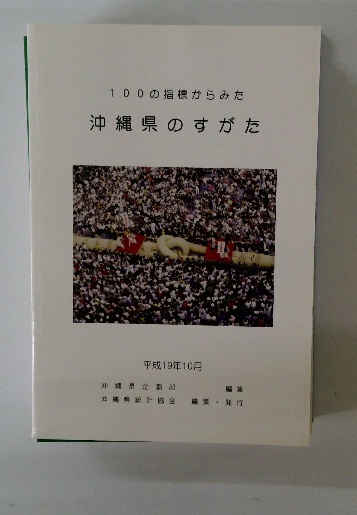 100の指標からみた
沖縄県のすがた
平成19年10月
沖縄県企画部 編集
沖縄県統計協会 編集・発行